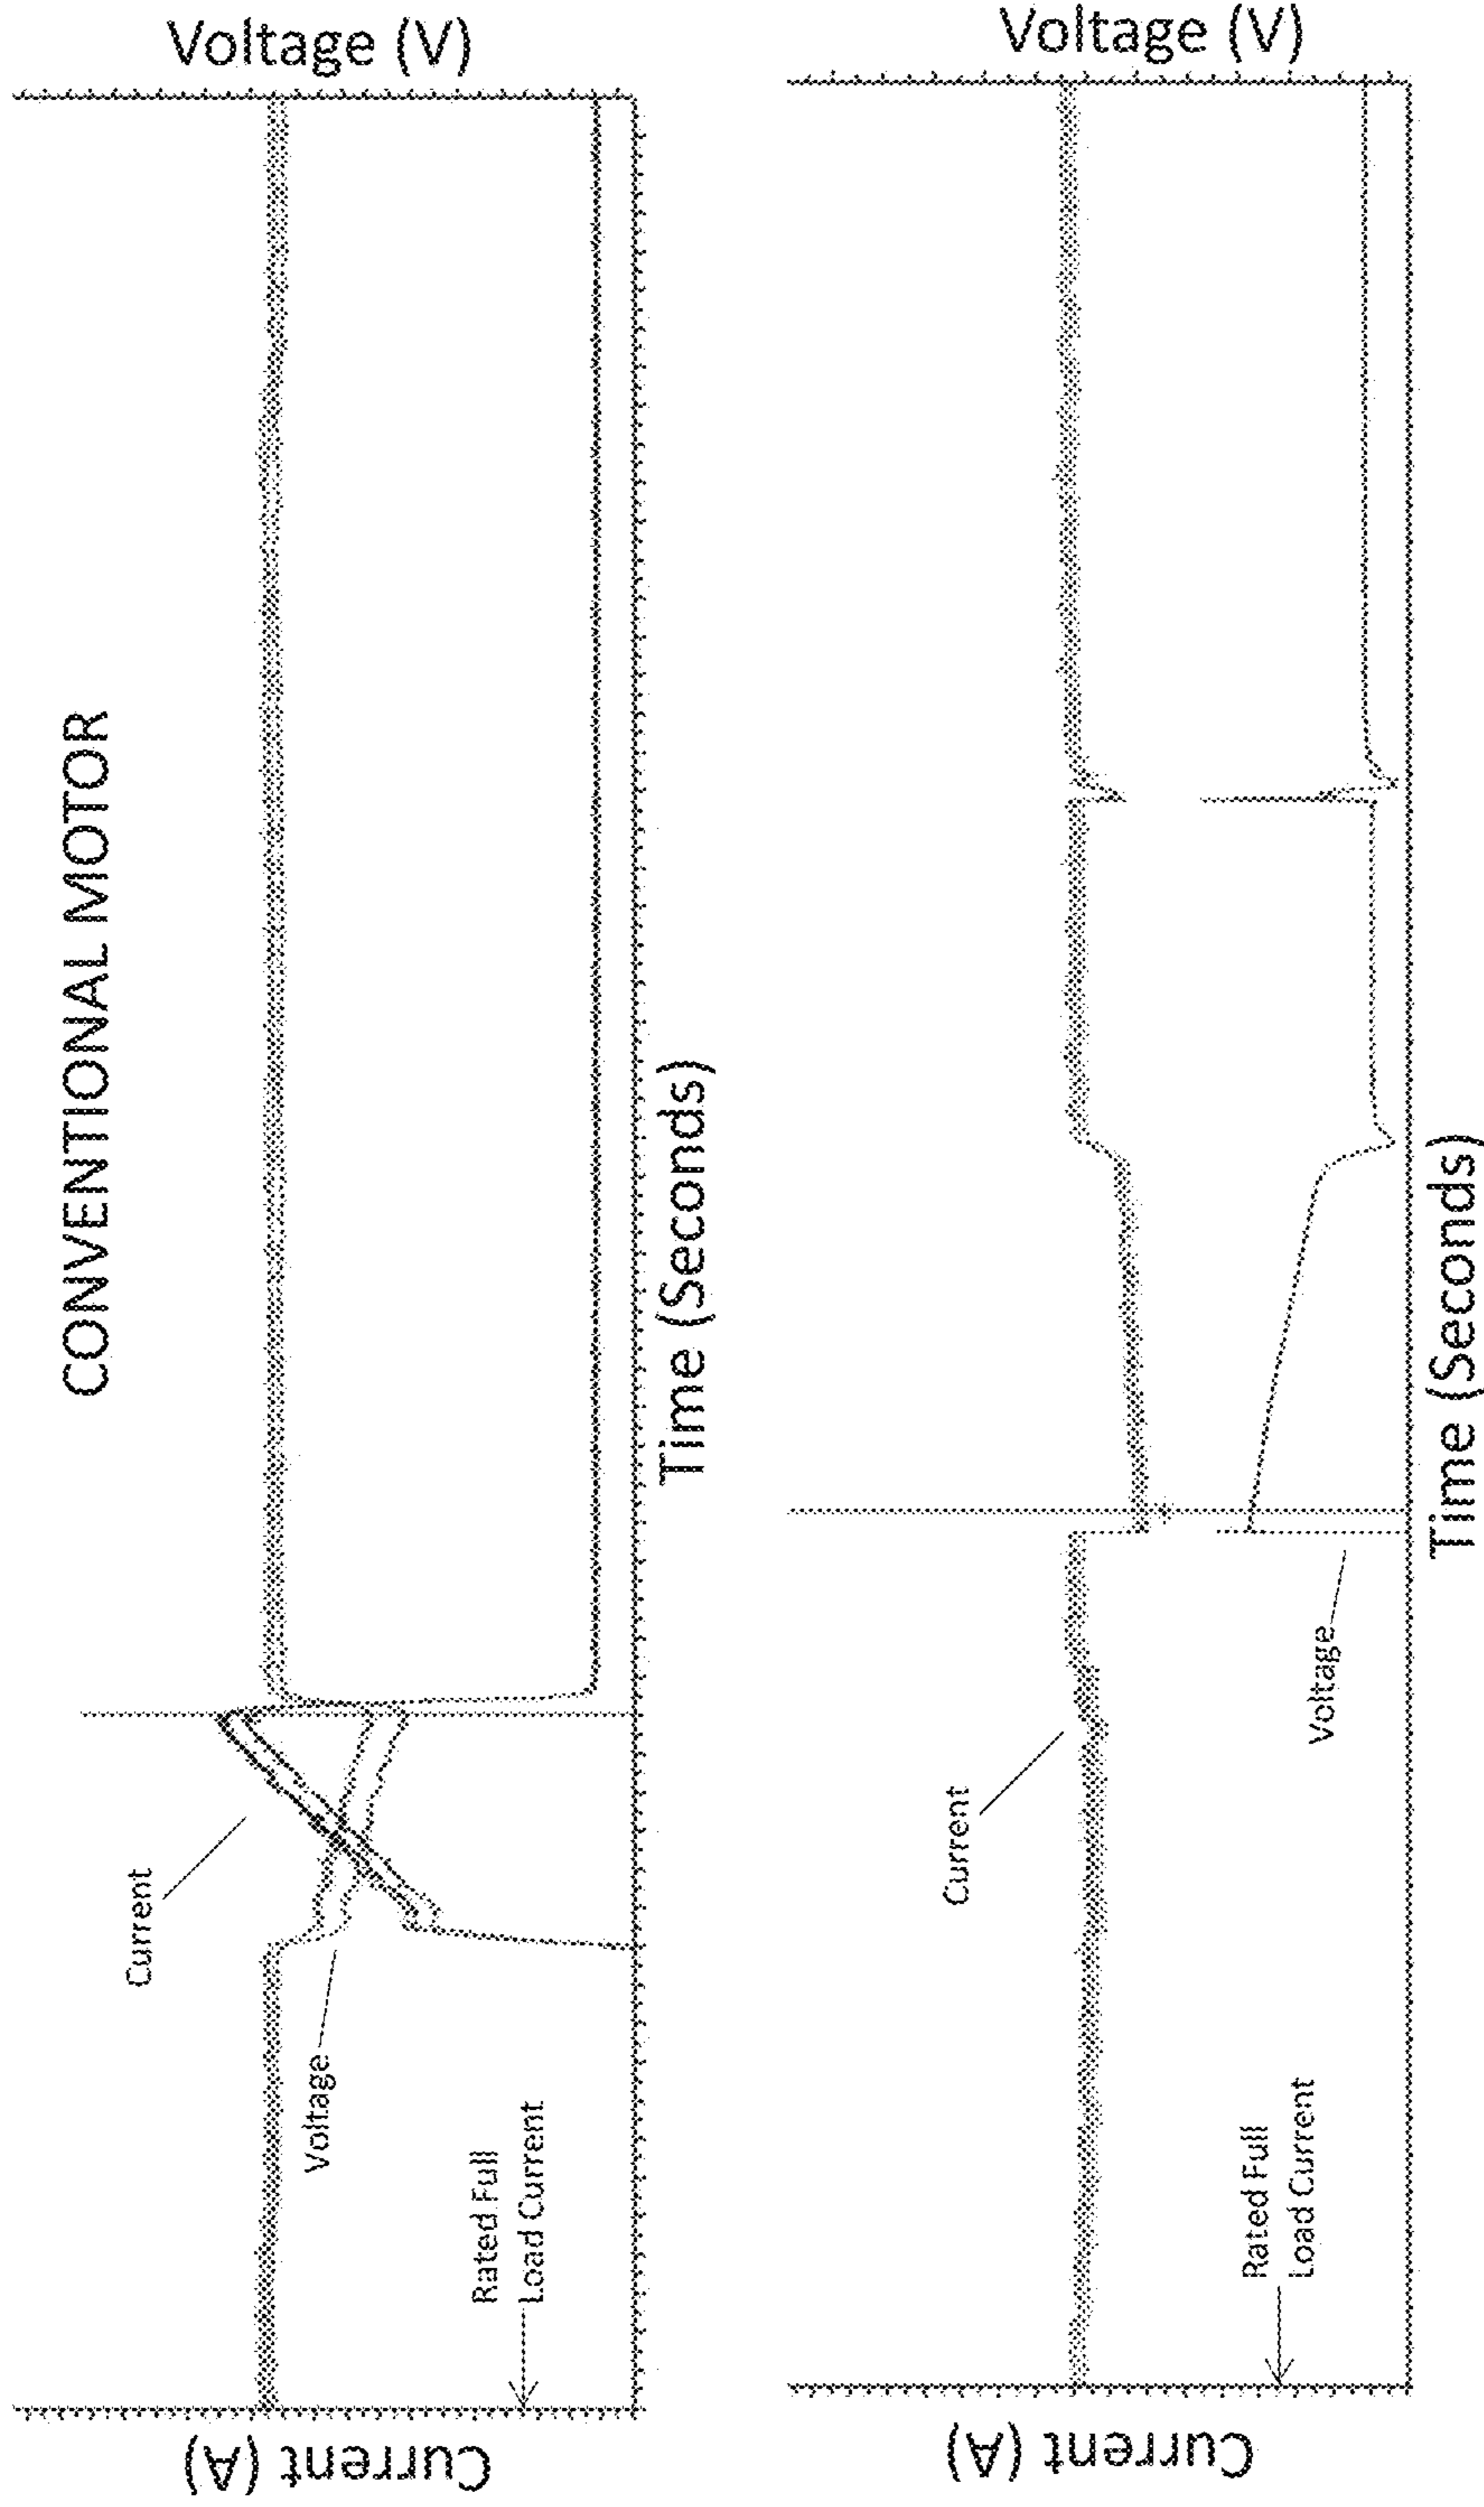 CONVENTIONAL MOTOR
Current (A)
Voltage (V)
Current
Voltage
Rated Full
Load Current
Time (Seconds)
Current (A)
Voltage (V)
Current
Voltage
Rated Full
Load Current
Time (Seconds)